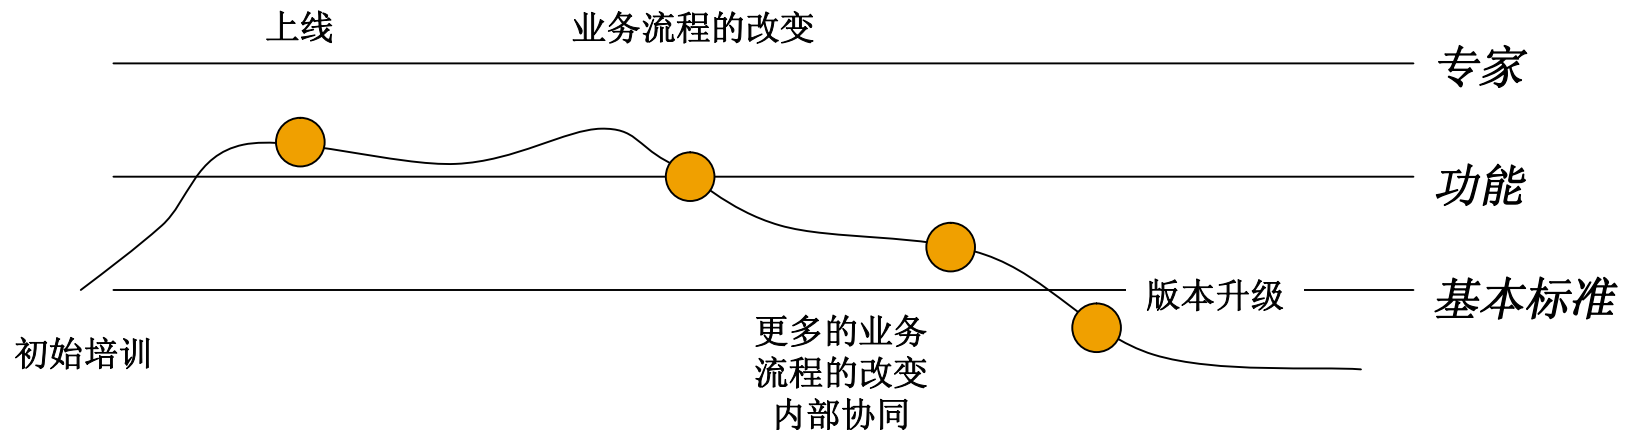 上线
业务流程的改变
专家
功能
基本标准
版本升级
初始培训
更多的业务
流程的改变
内部协同